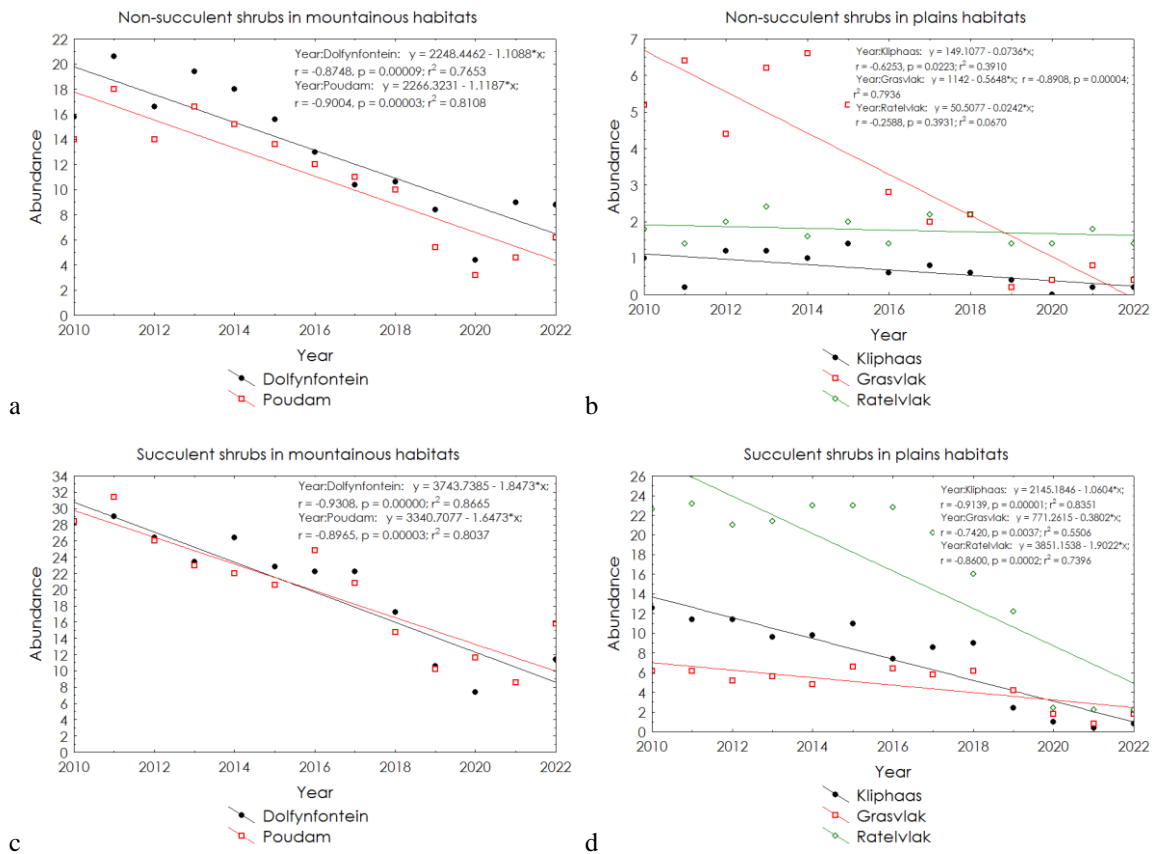 Non-succulent shrubs in mountainous habitats
22
20
18
16
14
12
10
8
6
4
2
0
Abundance
Year:Dolfynfontein: y = 2248.4462 - 1.1088*x;
r = -0.8748, p = 0.00009; r² = 0.7653
Year:Poudam: y = 2266.3231 - 1.1187*x;
r = -0.9004, p = 0.00003; r² = 0.8108
2010 2012 2014 2016 2018 2020 2022
Year
Dolfynfontein
Poudam
a
Non-succulent shrubs in plains habitats
7
6
5
4
3
2
1
0
Abundance
Year:Kliphaas: y = 149.1077 - 0.0736*x;
r = -0.6253, p = 0.0223; r² = 0.3910
Year:Grasvlak: y = 1142 - 0.5648*x; r = -0.8908, p = 0.00004;
r² = 0.7936
Year:Ratelvlak: y = 50.5077 - 0.0242*x;
r = -0.2588, p = 0.3931; r² = 0.0670
2010 2012 2014 2016 2018 2020 2022
Year
Kliphaas
Grasvlak
Ratelvlak
b
Succulent shrubs in mountainous habitats
34
32
30
28
26
24
22
20
18
16
14
12
10
8
6
4
2
0
Abundance
Year:Dolfynfontein: y = 3743.7385 - 1.8473*x;
r = -0.9308, p = 0.00000; r² = 0.8665
Year:Poudam: y = 3340.7077 - 1.6473*x;
r = -0.8965, p = 0.00003; r² = 0.8037
2010 2012 2014 2016 2018 2020 2022
Year
Dolfynfontein
Poudam
c
Succulent shrubs in plains habitats
26
24
22
20
18
16
14
12
10
8
6
4
2
0
Abundance
Year:Kliphaas: y = 2145.1846 - 1.0604*x;
r = -0.9139, p = 0.00001; r² = 0.8351
Year:Grasvlak: y = 771.2615 - 0.3802*x;
r = -0.7420, p = 0.0037; r² = 0.5506
Year:Ratelvlak: y = 3851.1538 - 1.9022*x;
r = -0.8600, p = 0.0002; r² = 0.7396
2010 2012 2014 2016 2018 2020 2022
Year
Kliphaas
Grasvlak
Ratelvlak
d